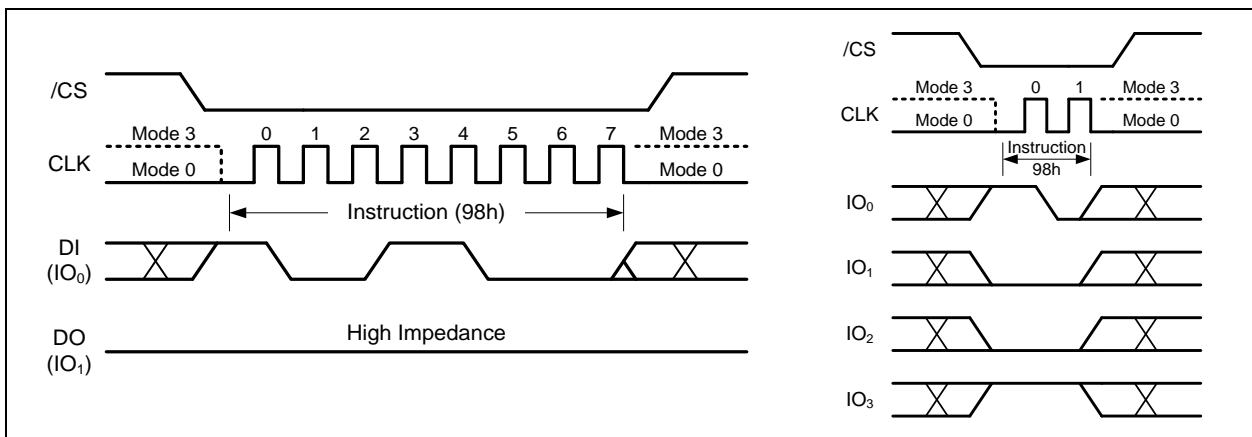 /CS
Mode 3 0 1 2 3 4 5 6 7 Mode 3
CLK
Mode 0 Mode 0
Instruction (98h)
DI
(IO0)
High Impedance
DO
(IO1)
/CS
Mode 3 0 1 Mode 3
CLK
Mode 0 Mode 0
Instruction
98h
IO0
IO1
IO2
IO3